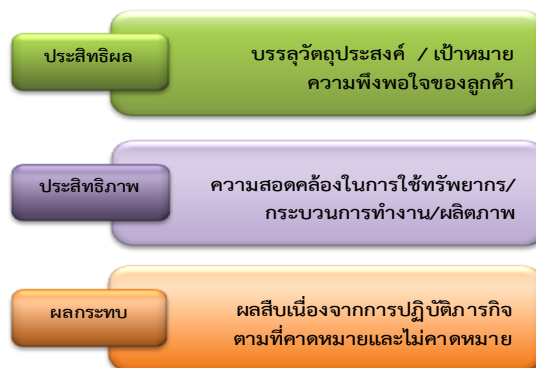 ประสิทธิผล
บรรลุวัตถุประสงค์ / เป้าหมาย
ความพึงพอใจของลูกค้า
ประสิทธิภาพ
ความสอดคล้องในการใช้ทรัพยากร/
กระบวนการทำงาน/ผลิตภาพ
ผลกระทบ
ผลสืบเนื่องจากการปฏิบัติภารกิจ
ตามที่คาดหมายและไม่คาดหมาย